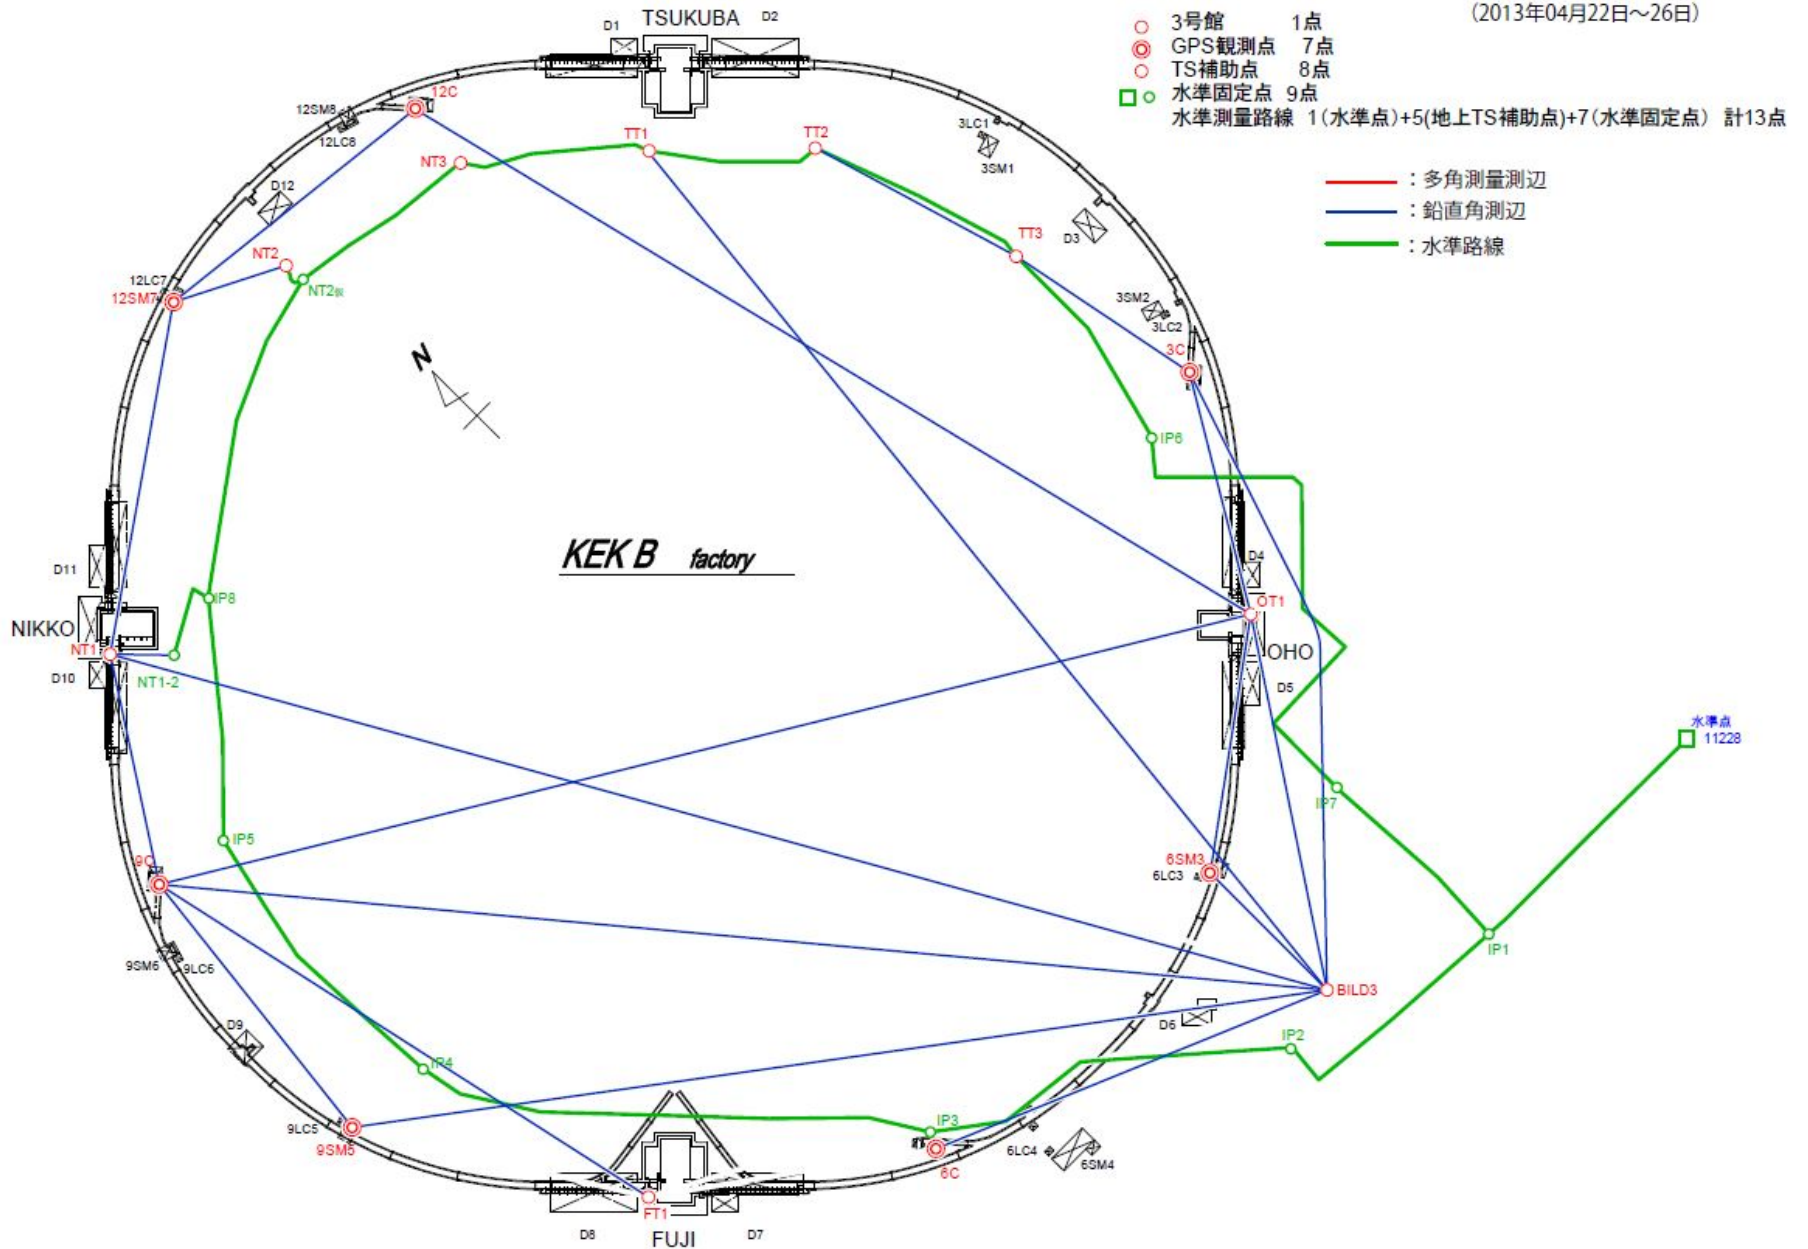 (2013年04月22日～26日)
3号館 1点
GPS観測点 7点
TS補助点 8点
水準固定点 9点
水準測量路線 1(水準点)+5(地上TS補助点)+7(水準固定点) 計13点
：多角測量測辺
：鉛直角測辺
：水準路線
D1
TSUKUBA
D2
12C
12SM8
12LC8
TT1
TT2
3LC1
3SM1
NT3
D12
D3
TT3
NT2
12LC7
12SM7
NT2側
3SM2
3LC2
3C
N
IP6
KEK B factory
D11
D4
IP8
OT1
NIKKO
NT1
OHO
D10
NT1-2
D5
水準点
11228
IP7
IP5
9C
6SM3
6LC3
IP1
9SM6
9LC6
BILD3
D9
D6
IP2
IP4
9LC5
9SM5
IP3
6C
6LC4
6SM4
FT1
D8
FUJI
D7